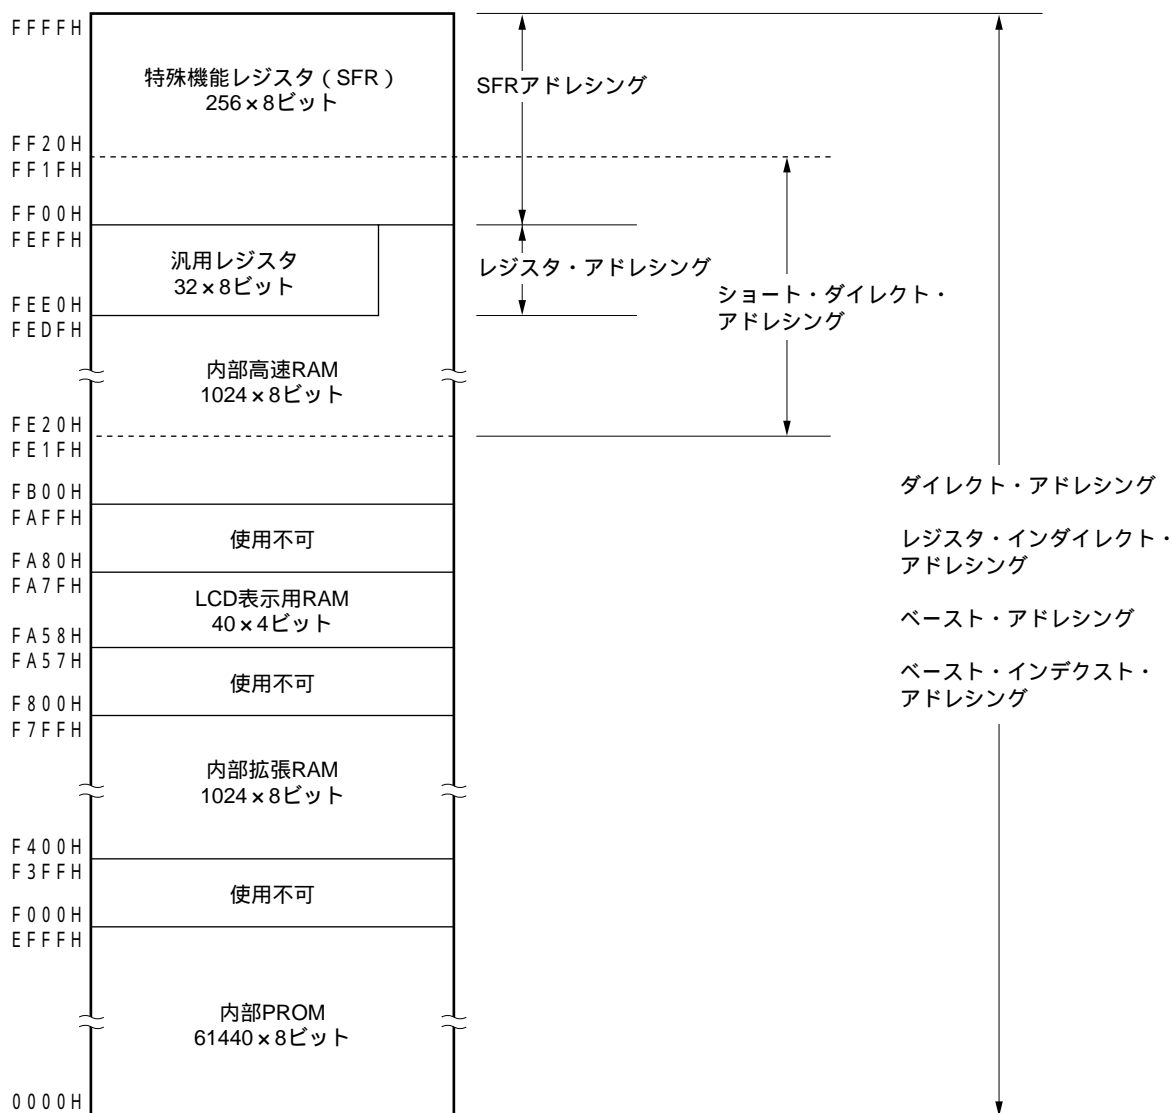 FFFFH
特殊機能レジスタ（SFR）
256×8ビット
SFRアドレシング
FF20H
FF1FH
FF00H
FEFFH
汎用レジスタ
32×8ビット
レジスタ・アドレシング
ショート・ダイレクト・
アドレシング
FEE0H
FEDFH
内部高速RAM
1024×8ビット
FE20H
FE1FH
FB00H
FAFFH
使用不可
FA80H
FA7FH
LCD表示用RAM
40×4ビット
FA58H
FA57H
使用不可
F800H
F7FFH
内部拡張RAM
1024×8ビット
F400H
F3FFH
使用不可
F000H
EFFFH
内部PROM
61440×8ビット
0000H
ダイレクト・アドレシング
レジスタ・インダイレクト・
アドレシング
ベースト・アドレシング
ベースト・インデクスト・
アドレシング